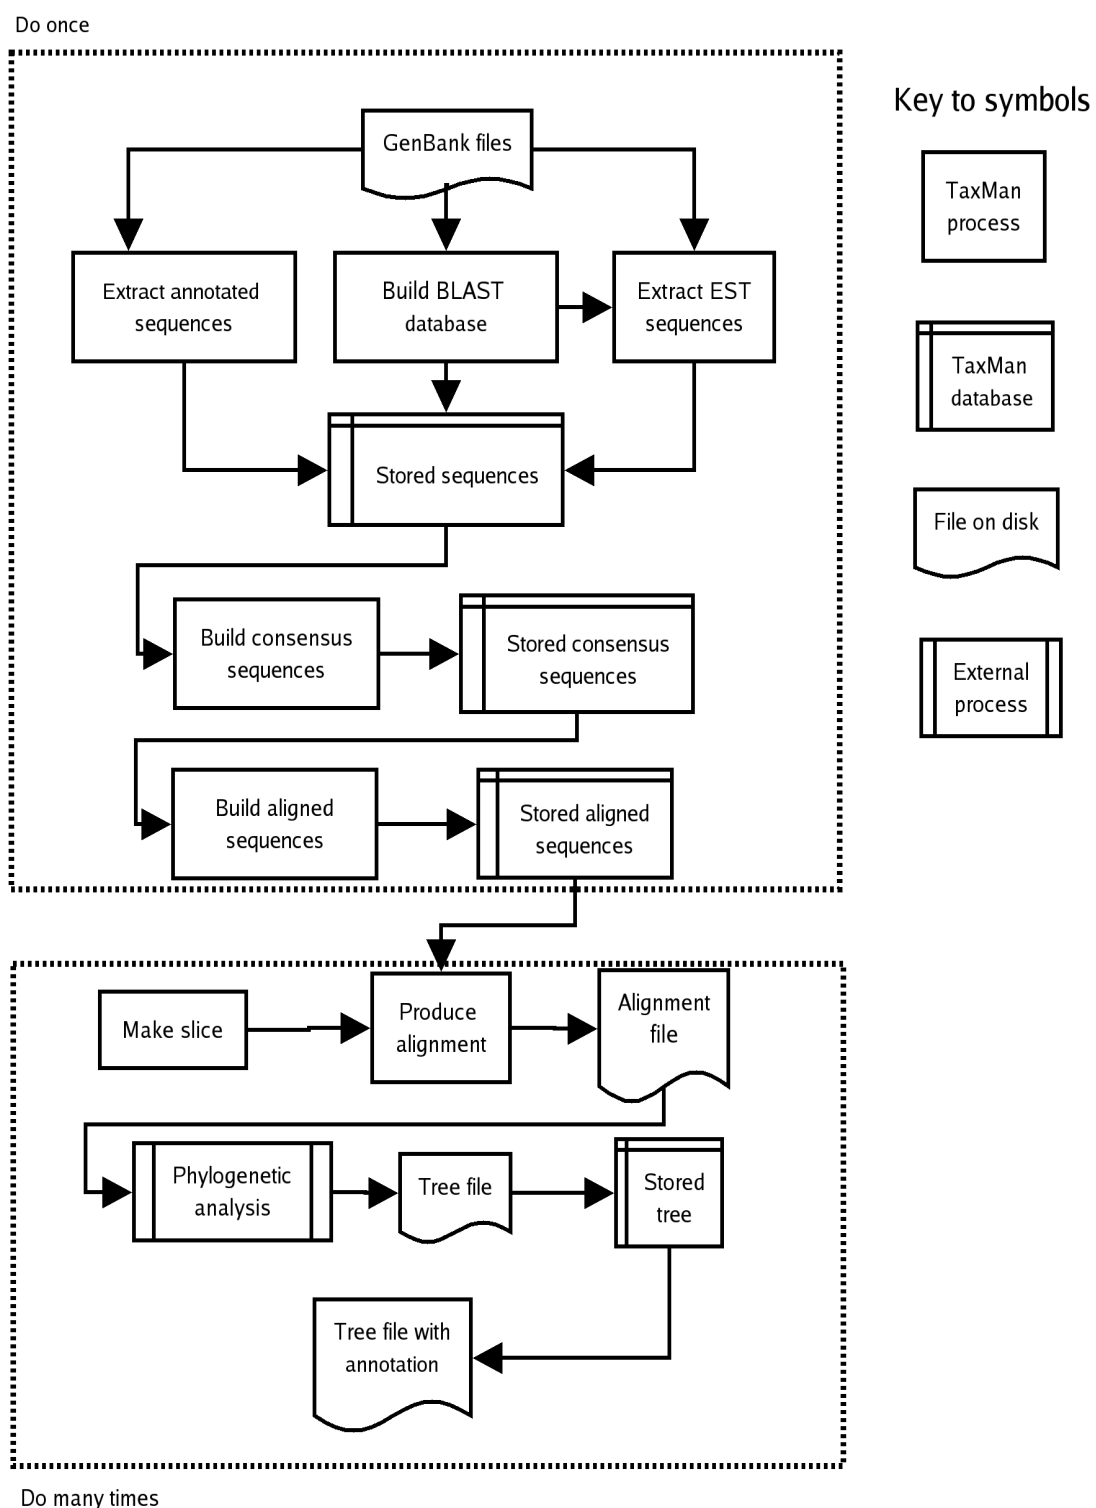 Do once
Key to symbols
GenBank files
TaxMan
process
Extract annotated
sequences
Build BLAST
database
Extract EST
sequences
TaxMan
database
Stored sequences
File on disk
Build consensus
sequences
Stored consensus
sequences
External
process
Build aligned
sequences
Stored aligned
sequences
Make slice
Produce
alignment
Alignment
file
Phylogenetic
analysis
Tree file
Stored
tree
Tree file with
annotation
Do many times